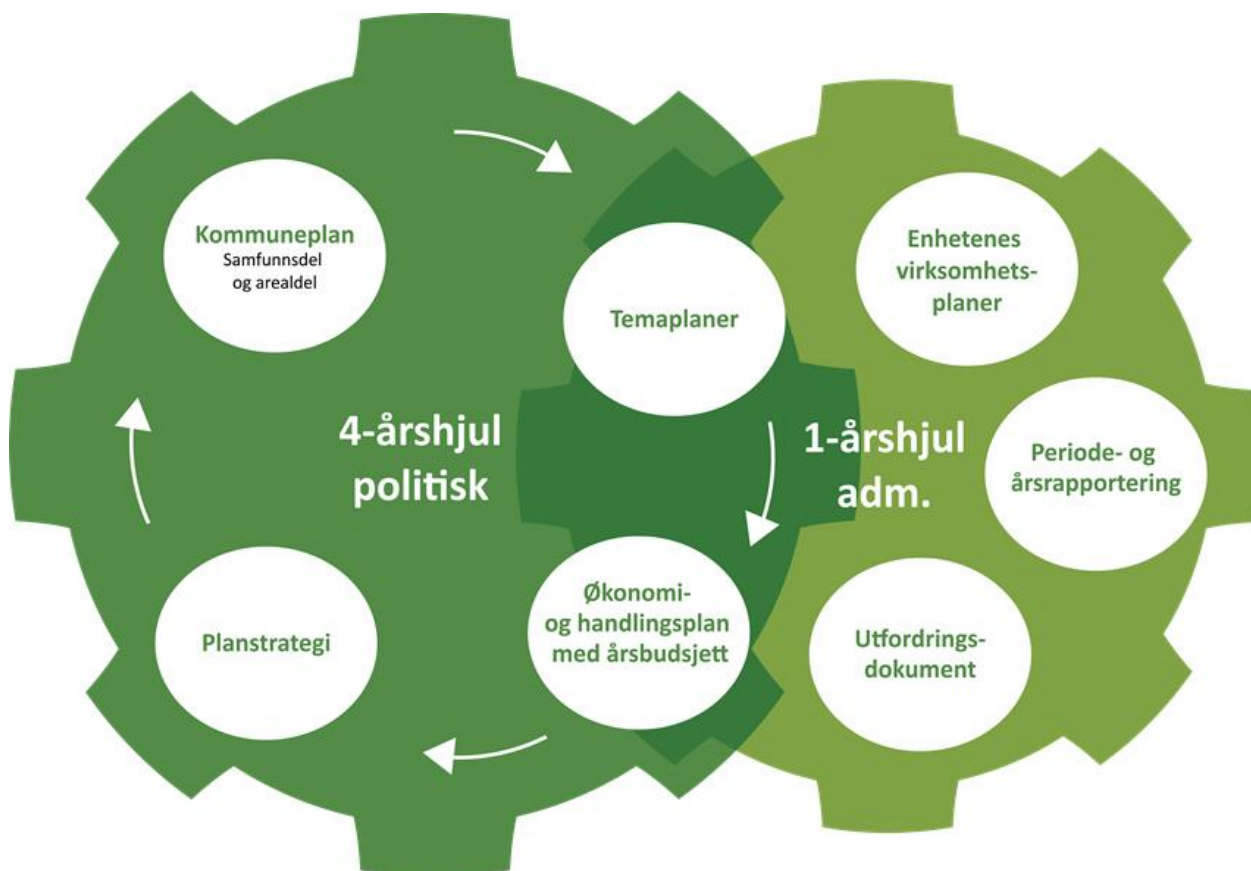 Kommuneplan
Samfunnsdel
og arealdel
Temaplaner
4-årshjul
politisk
Planstrategi
Økonomi-
og handlingsplan
med årsbudsjett
1-årshjul
adm.
Enhetenes
virksomhets-
planer
Periode- og
årsrapportering
Utfordrings-
dokument